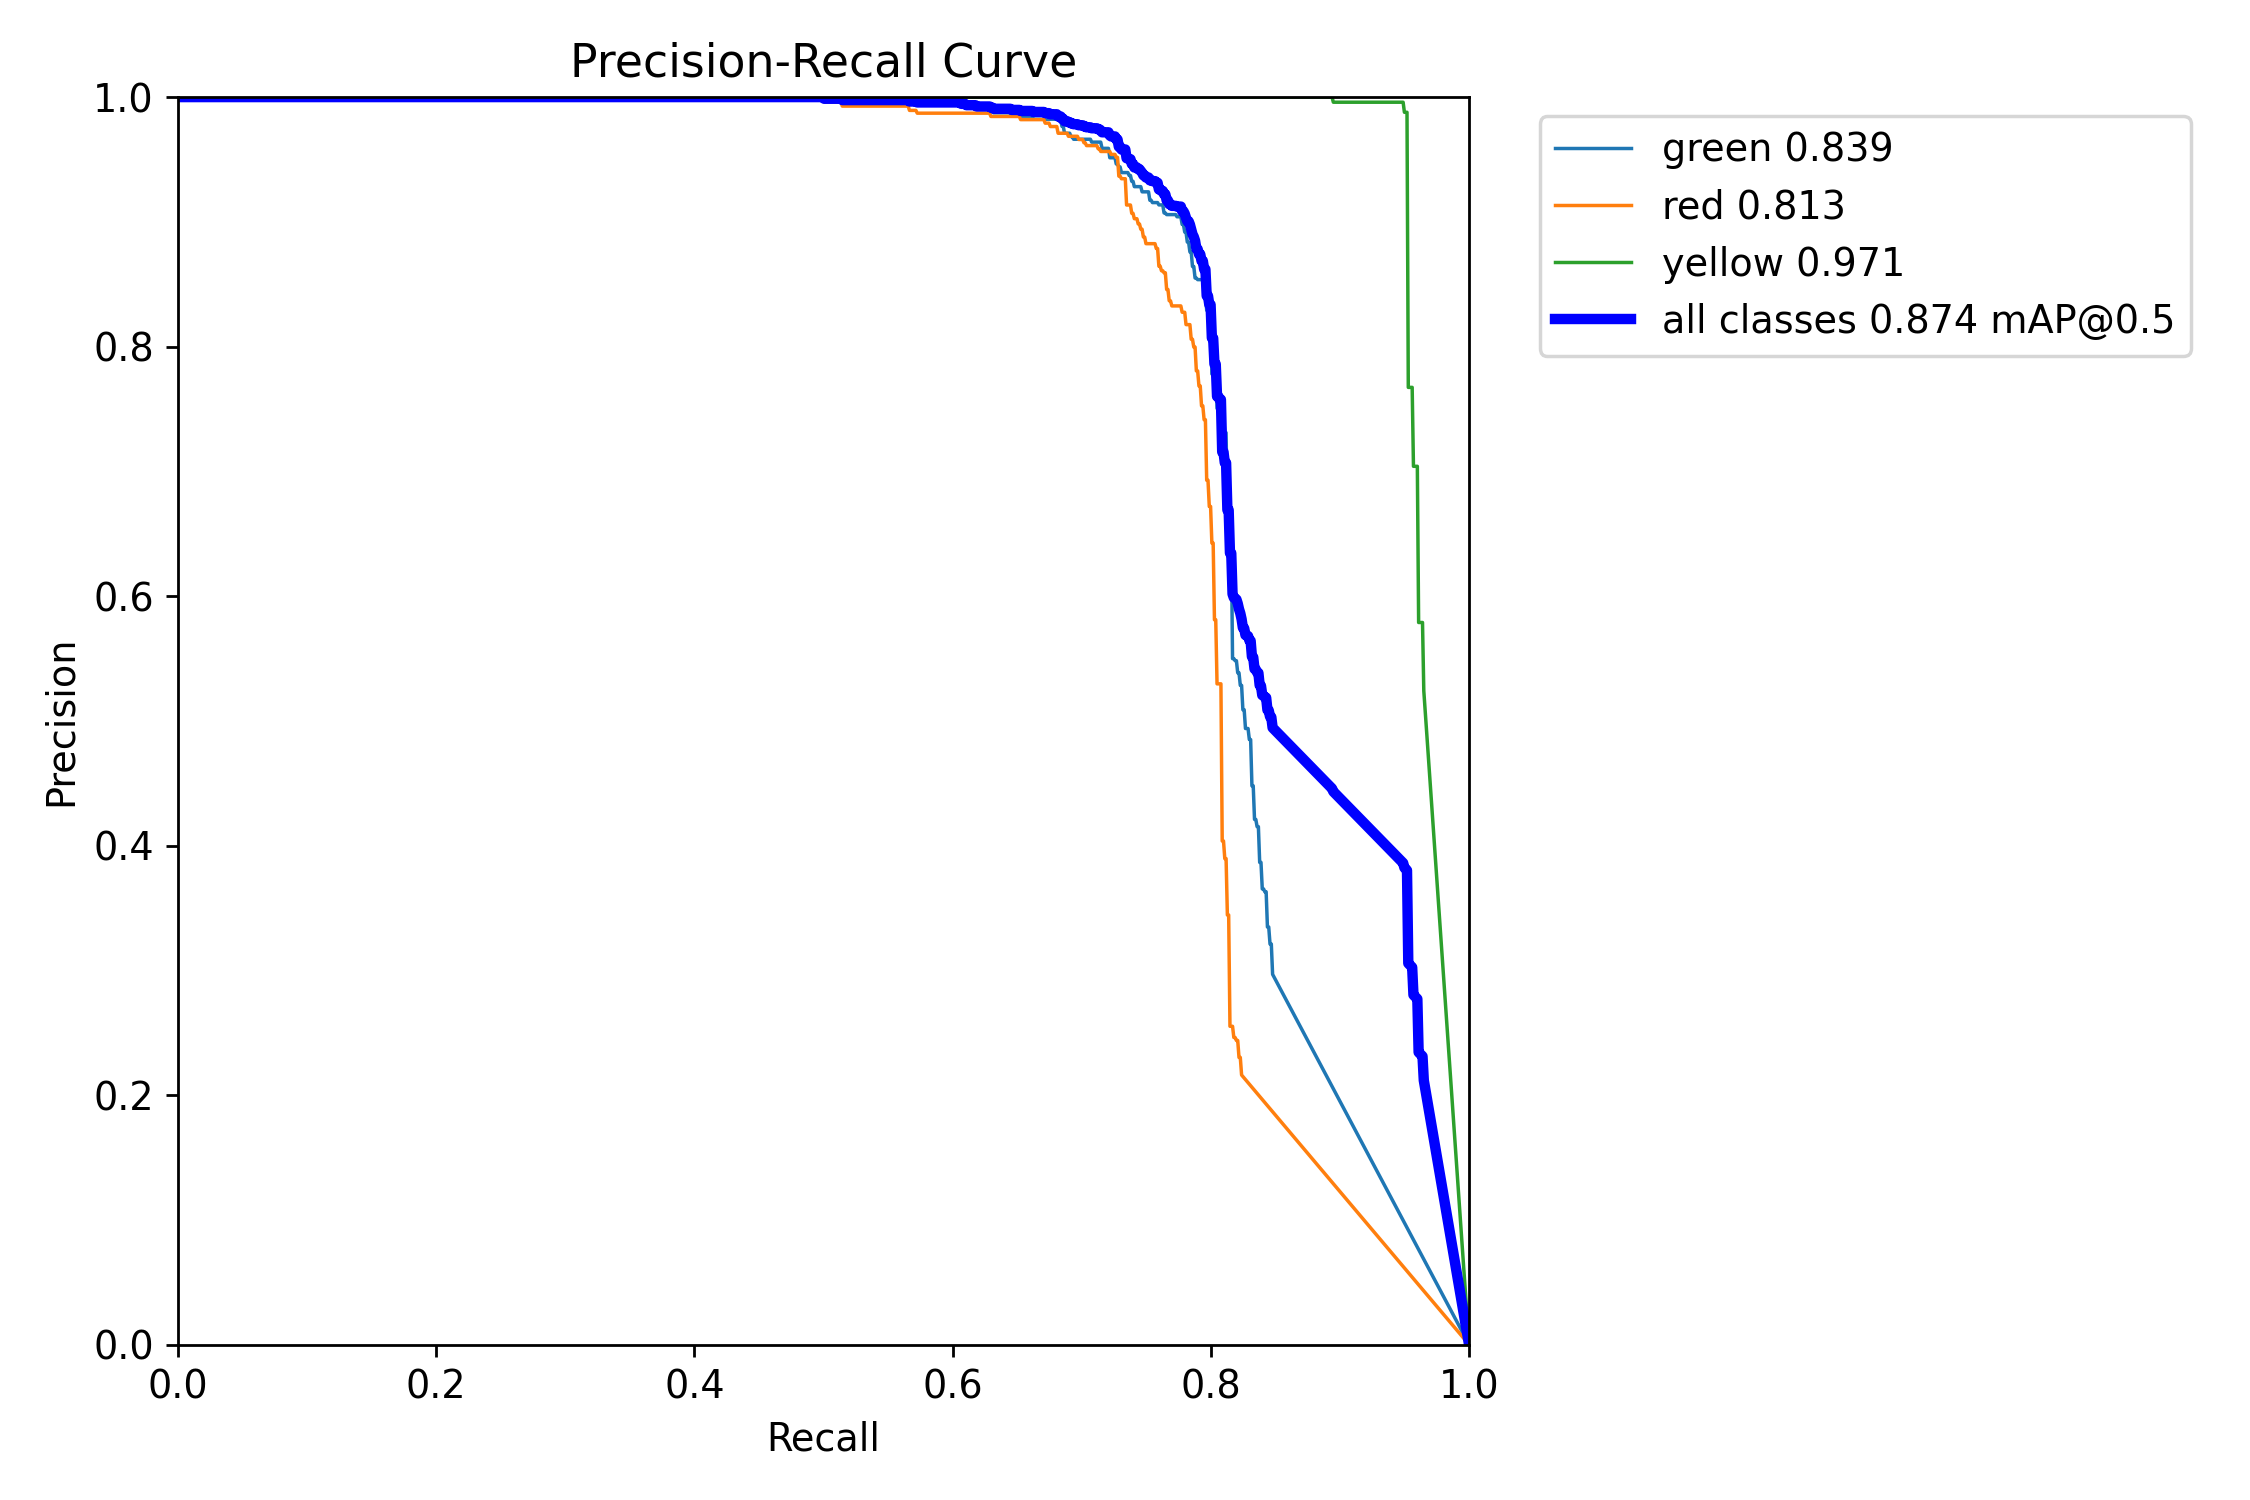 Precision-Recall Curve
1.0
0.8
0.6
0.4
0.2
0.0
Precision
0.0 0.2 0.4 0.6 0.8 1.0
Recall
green 0.839
red 0.813
yellow 0.971
all classes 0.874 mAP@0.5